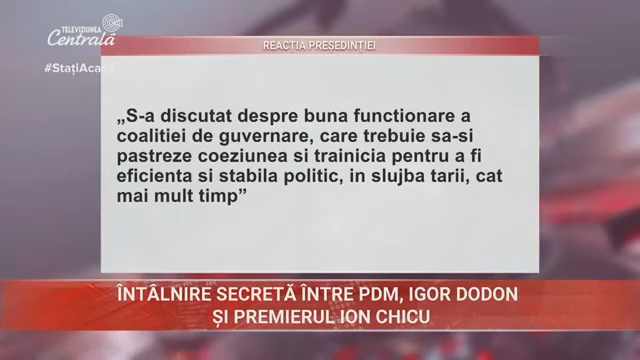 TELEVIZIUNEA
Centrală
#StațiAcasă
REACȚIA PREȘEDINȚIEI
„S-a discutat despre buna functionare a
coalitiei de guvernare, care trebuie sa-si
pastreze coeziunea si trainicia pentru a fi
eficienta si stabila politic, in slujba tarii, cat
mai mult timp”
ÎNTÂLNIRE SECRETĂ ÎNTRE PDM, IGOR DODON
ȘI PREMIERUL ION CHICU